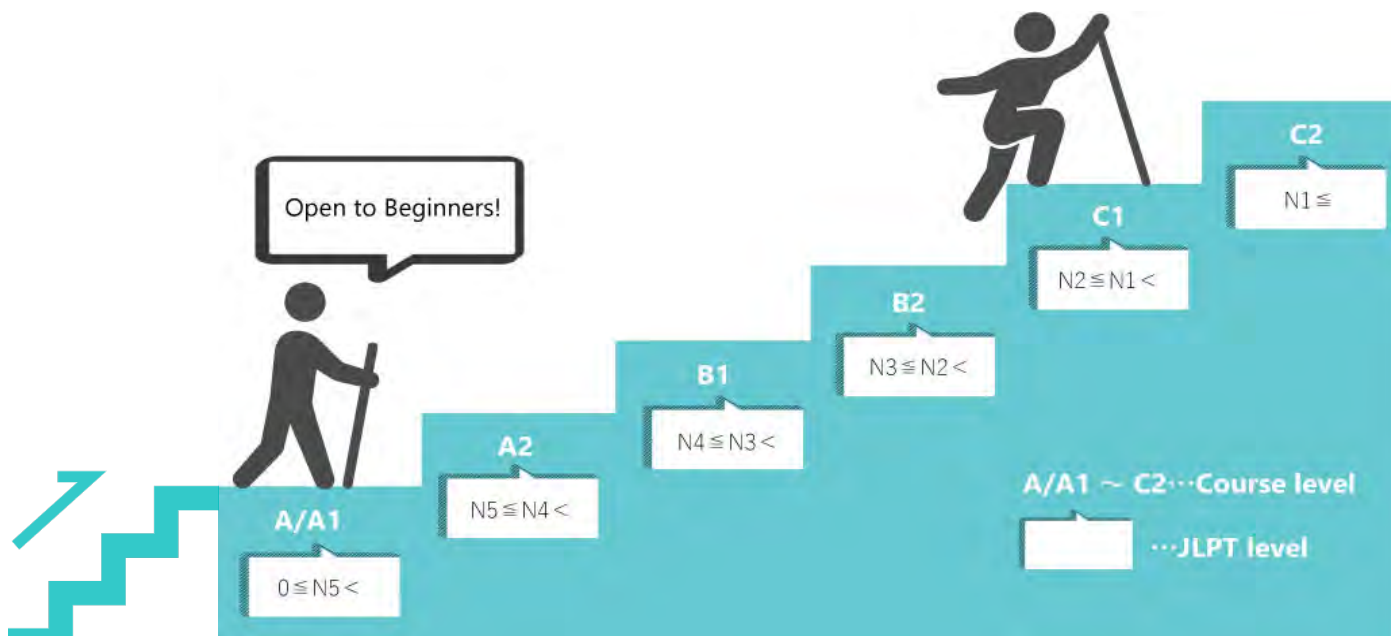 Open to Beginners!
A/A1
0≦N5<
A2
N5≦N4<
B1
N4≦N3<
B2
N3≦N2<
C1
N2≦N1<
C2
N1≦
A/A1 ～ C2…Course level
…JLPT level